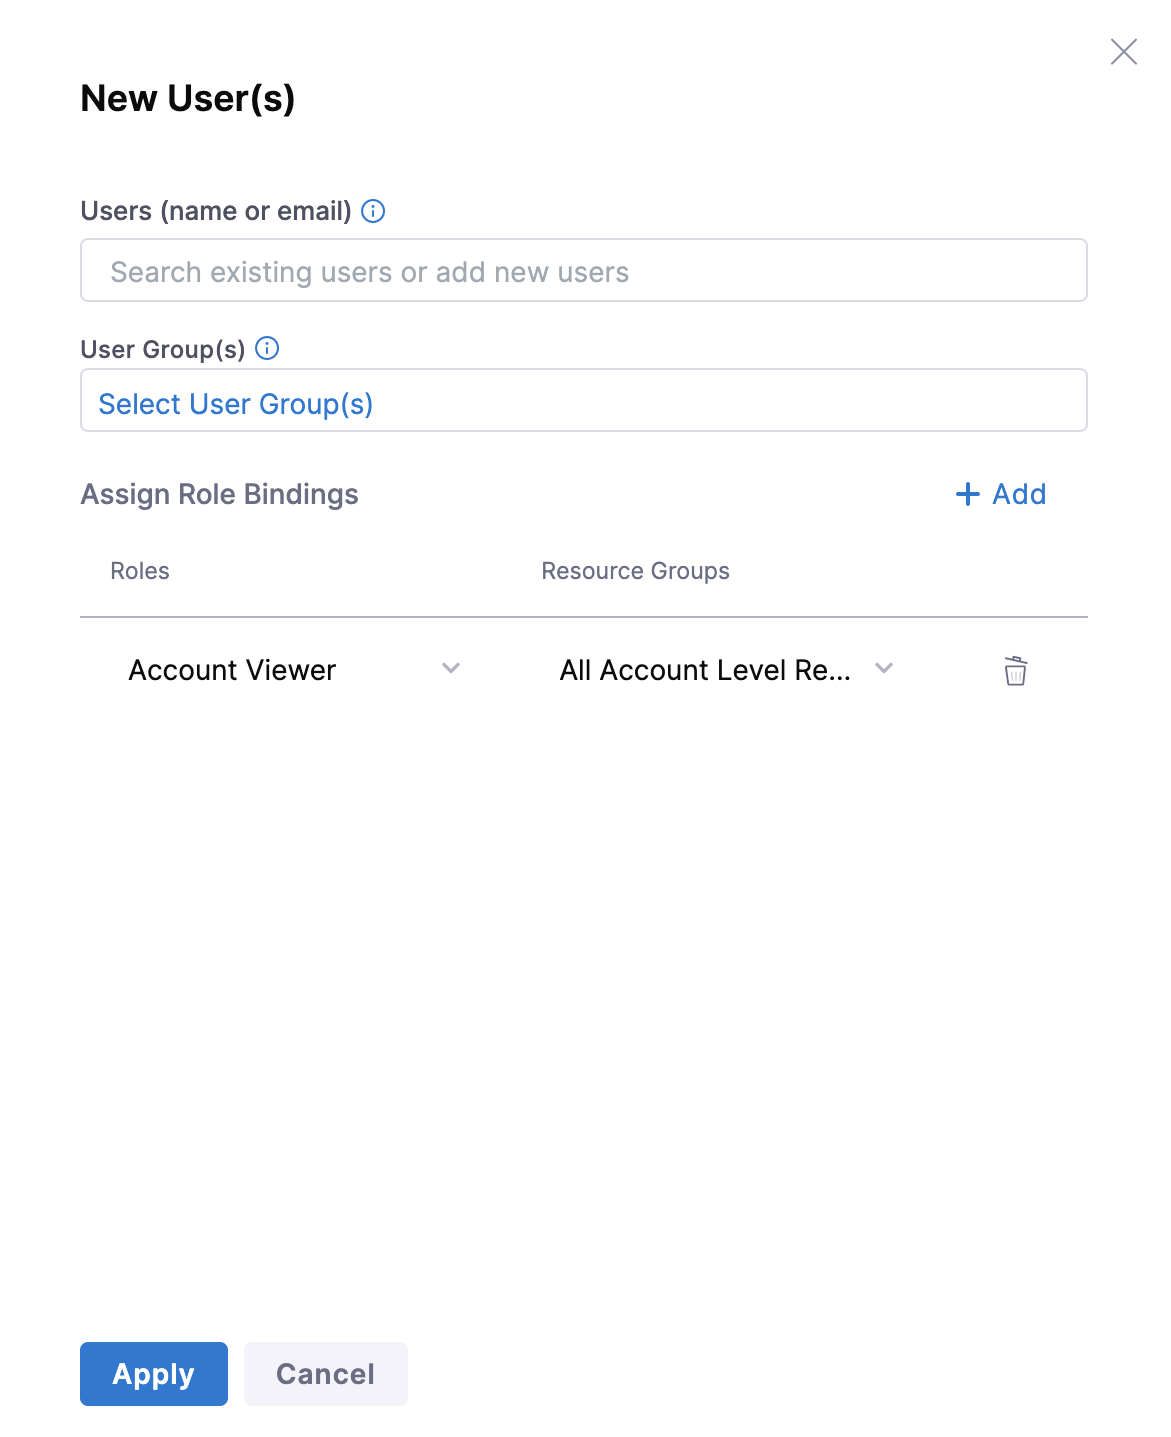 New User(s)
Users (name or email)
Search existing users or add new users
User Group(s)
Select User Group(s)
Assign Role Bindings
+ Add
Roles
Resource Groups
Account Viewer
All Account Level Re...
Apply
Cancel